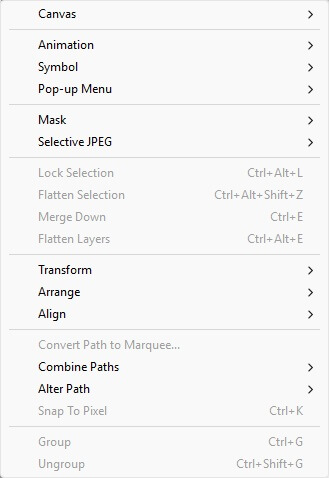 Canvas
Animation
Symbol
Pop-up Menu
Mask
Selective JPEG
Lock Selection Ctrl+Alt+L
Flatten Selection Ctrl+Alt+Shift+Z
Merge Down Ctrl+E
Flatten Layers Ctrl+Alt+E
Transform
Arrange
Align
Convert Path to Marquee...
Combine Paths
Alter Path
Snap To Pixel Ctrl+K
Group Ctrl+G
Ungroup Ctrl+Shift+G